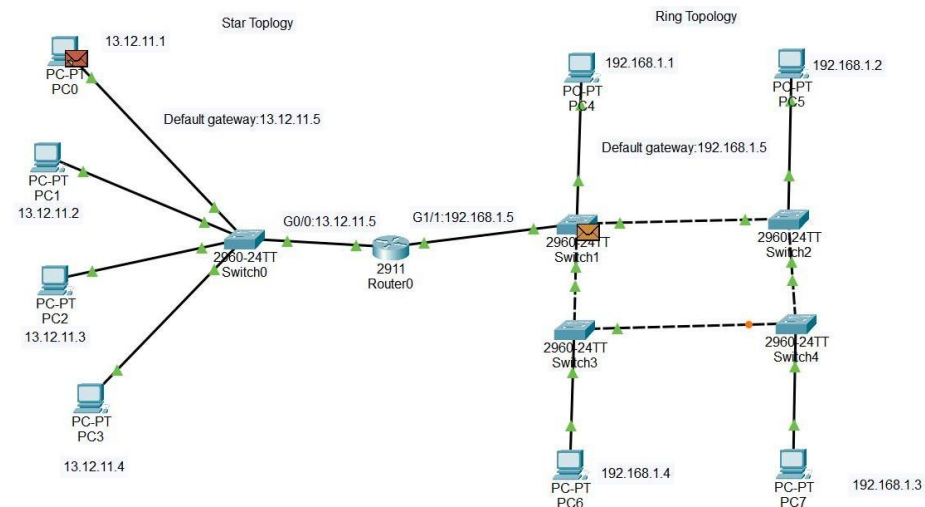 Star Toplogy
Ring Topology
13.12.11.1
PC-PT
PC0
Default gateway:13.12.11.5
PC-PT
PC1
13.12.11.2
PC-PT
PC2
13.12.11.3
PC-PT
PC3
13.12.11.4
2960-24TT
Switch0
G0/0:13.12.11.5
2911
Router0
G1/1:192.168.1.5
192.168.1.1
PC-PT
PC4
192.168.1.2
PC-PT
PC5
Default gateway:192.168.1.5
2960-24TT
Switch1
2960-24TT
Switch2
2960-24TT
Switch3
2960-24TT
Switch4
192.168.1.4
PC-PT
PC6
PC-PT
PC7
192.168.1.3